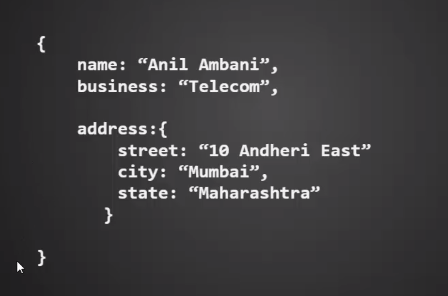 {
name: “Anil Ambani”,
business: “Telecom”,
address:{
street: “10 Andheri East”
city: “Mumbai”,
state: “Maharashtra”
}
}